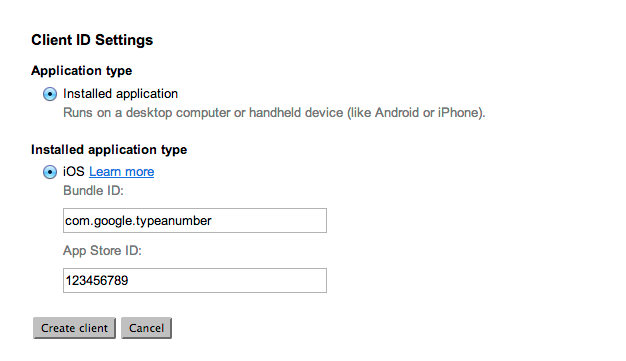 Client ID Settings
Application type
Installed application
Runs on a desktop computer or handheld device (like Android or iPhone).
Installed application type
iOS Learn more
Bundle ID:
com.google.typeanumber
App Store ID:
123456789
Create client Cancel